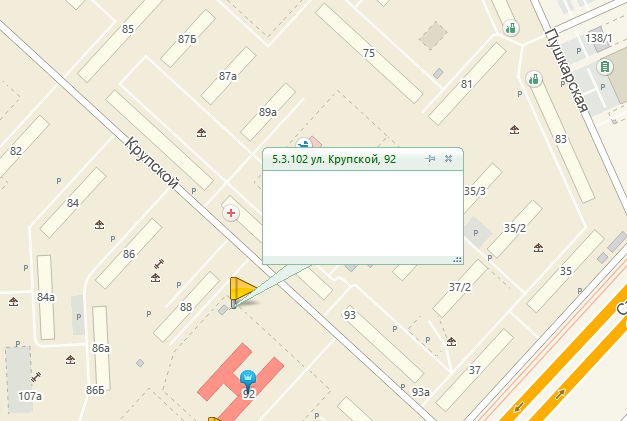 85
87Б
75
138/1
Пушкарская
87а
81
89а
83
82
Крупской
5.3.102 ул. Крупской, 92
84
35/3
35/2
86
35
84а
88
37/2
93
86а
37
86Б
92
93а
107а
P
P
P
P
P
P
P
P
P
P
P
P
P
P